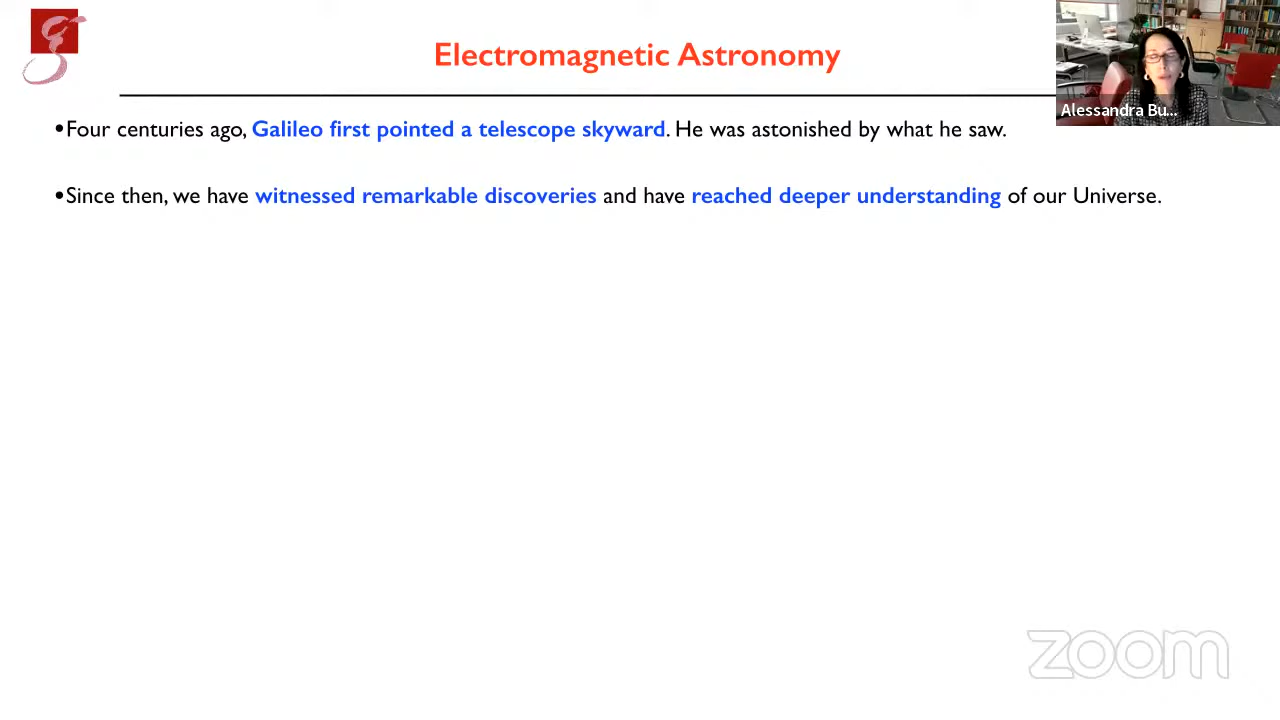 Electromagnetic Astronomy
Alessandra Bu...
•Four centuries ago, Galileo first pointed a telescope skyward. He was astonished by what he saw.
•Since then, we have witnessed remarkable discoveries and have reached deeper understanding of our Universe.
zoom